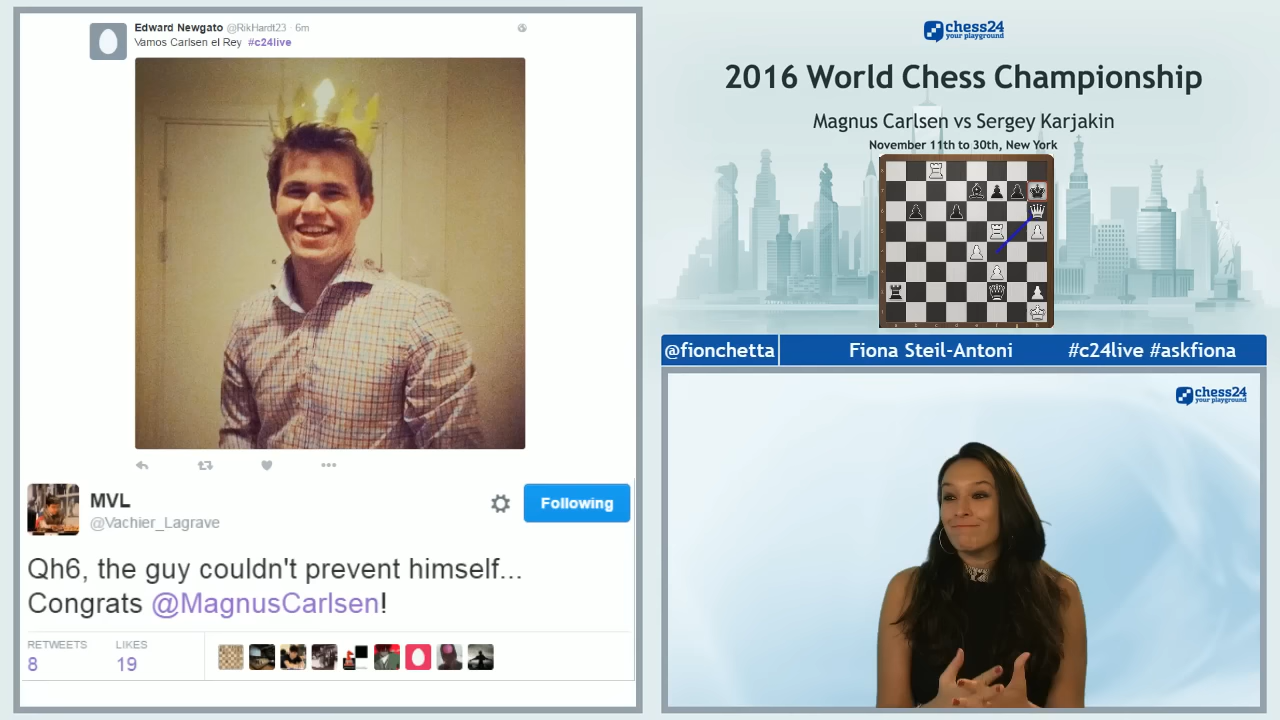 Edward Newgato @RikHardt23 · 6m
Vamos Carlsen el Rey #c24live
MVL
@Vachier_Lagrave
Following
Qh6, the guy couldn't prevent himself...
Congrats @MagnusCarlsen!
RETWEETS LIKES
8 19
chess24
your playground
2016 World Chess Championship
Magnus Carlsen vs Sergey Karjakin
November 11th to 30th, New York
@fionchetta Fiona Steil-Antoni #c24live #askfiona
chess24
your playground